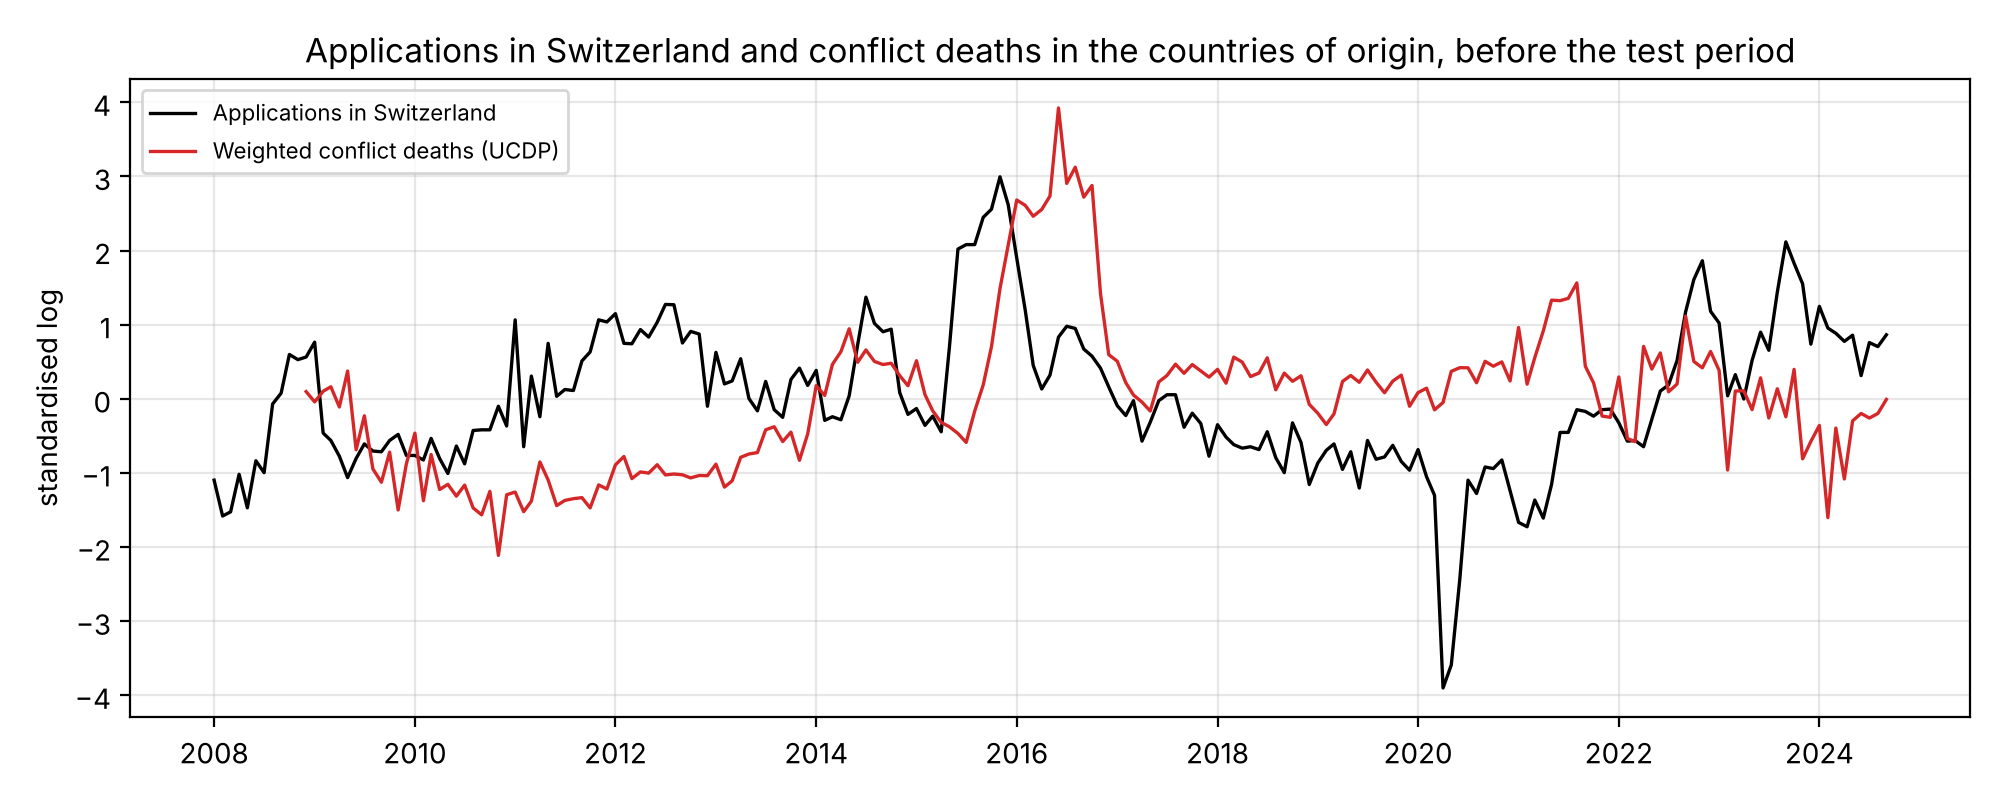 Applications in Switzerland and conflict deaths in the countries of origin, before the test period
Applications in Switzerland
Weighted conflict deaths (UCDP)
standardised log
4
3
2
1
0
−1
−2
−3
−4
2008 2010 2012 2014 2016 2018 2020 2022 2024